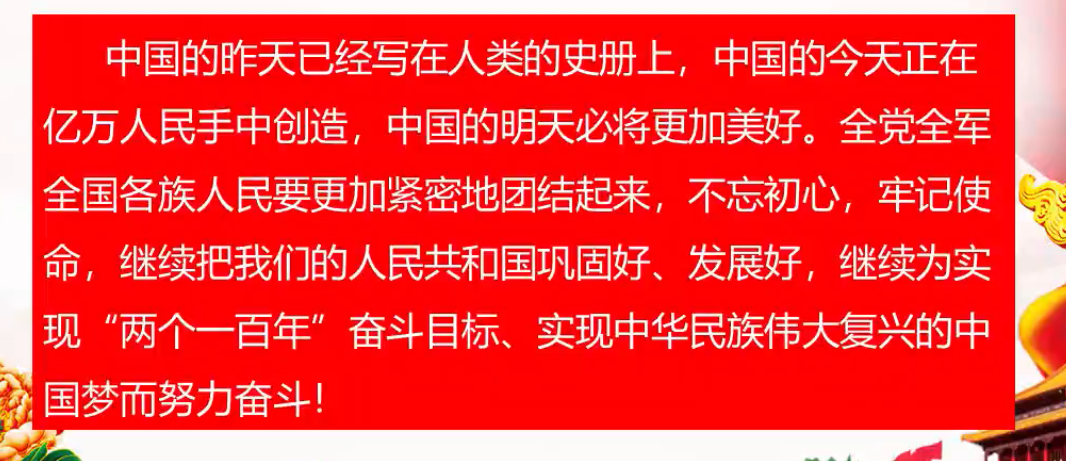 中国的昨天已经写在人类的史册上，中国的今天正在
亿万人民手中创造，中国的明天必将更加美好。全党全军
全国各族人民要更加紧密地团结起来，不忘初心，牢记使
命，继续把我们的人民共和国巩固好、发展好，继续为实
现“两个一百年”奋斗目标、实现中华民族伟大复兴的中
国梦而努力奋斗！